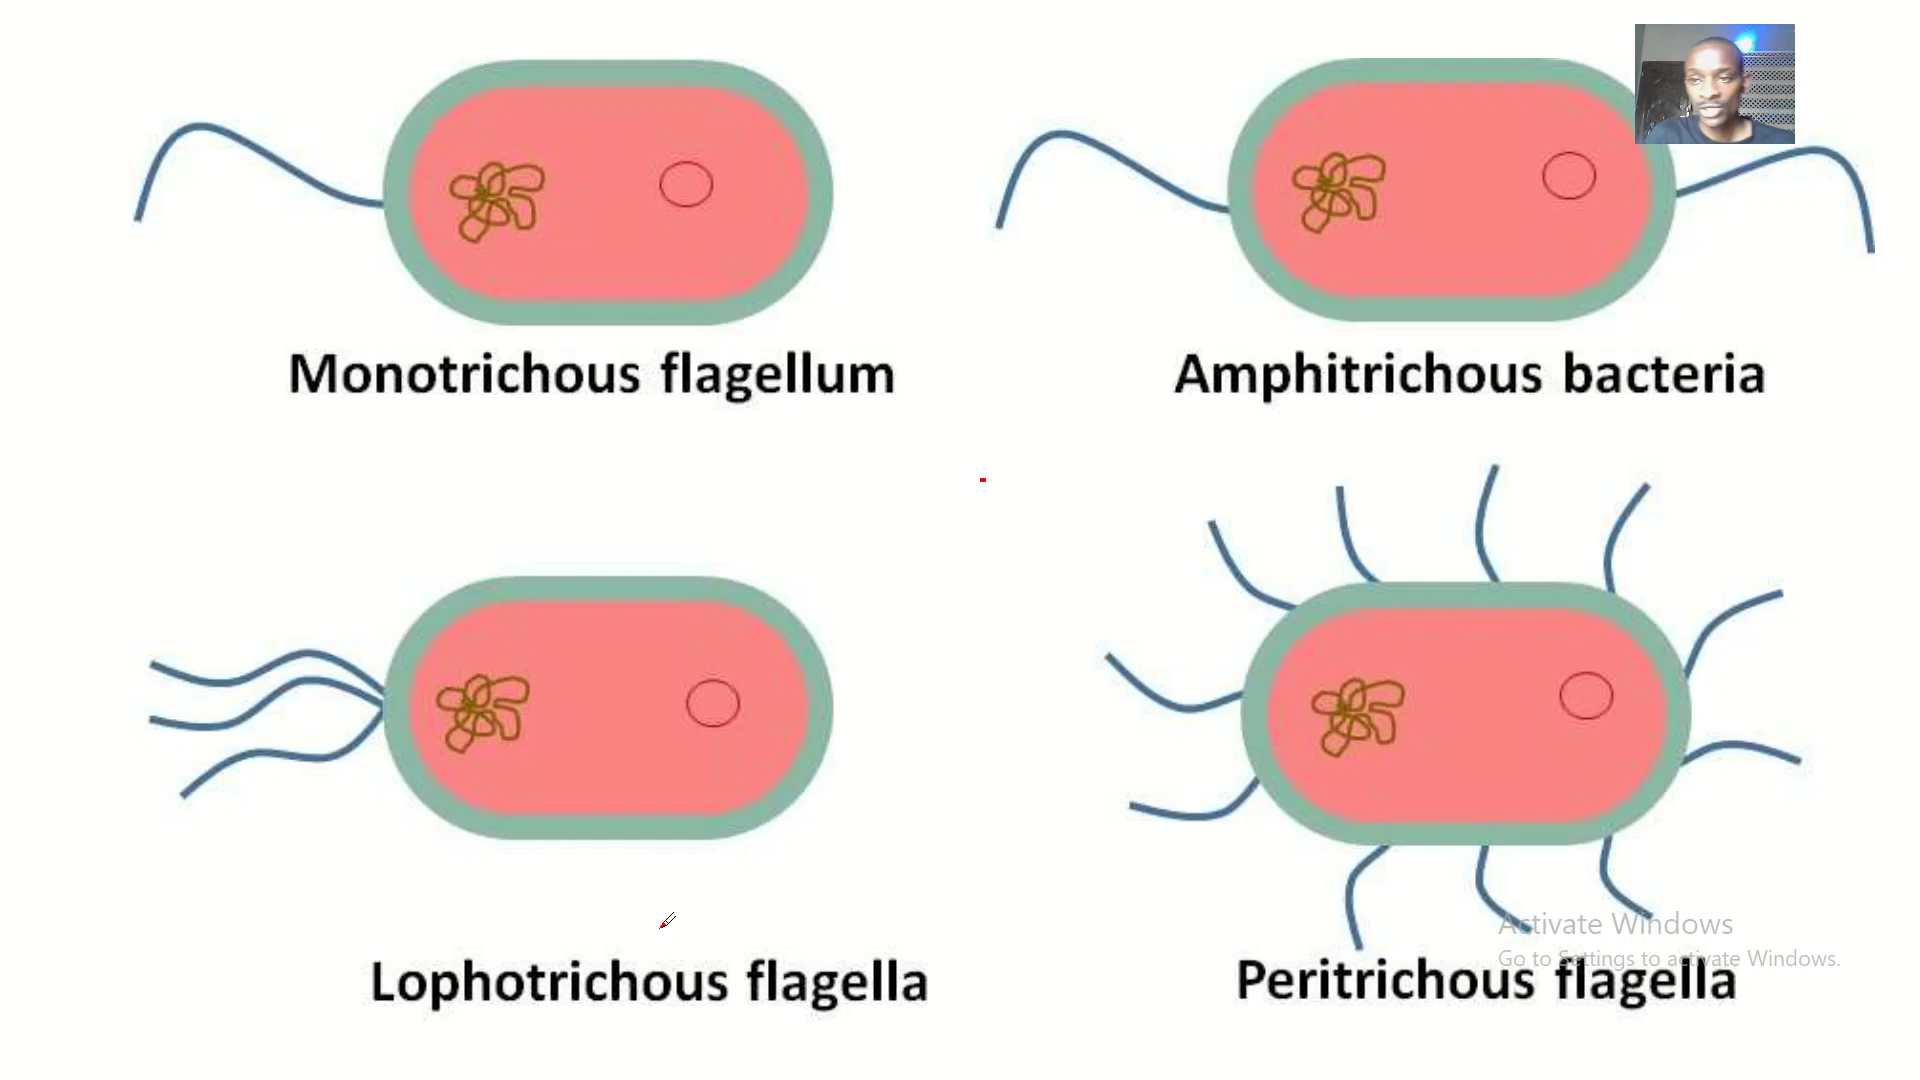 Monotrichous flagellum
Amphitrichous bacteria
Lophotrichous flagella
Activate Windows
Go to Settings to activate Windows.
Peritrichous flagella